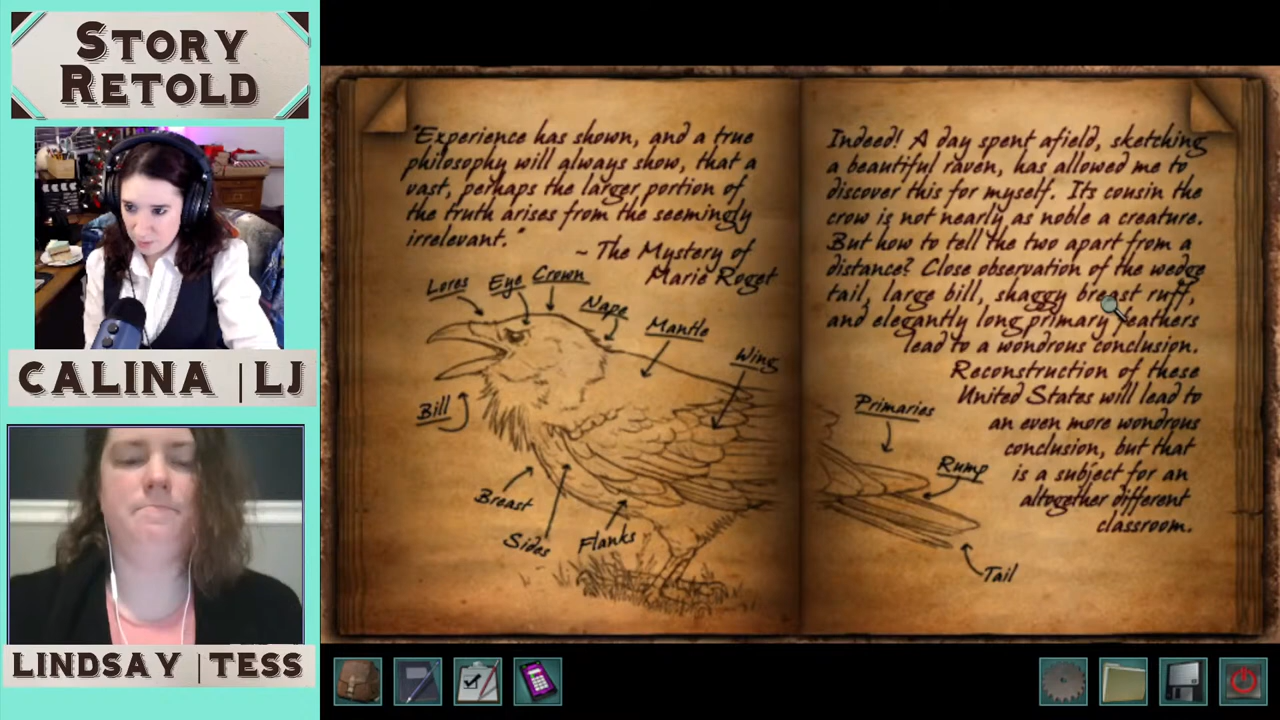 STORY
RETOLD
CALINA | LJ
LINDSAY | TESS
"Experience has shown, and a true
philosophy will always show, that a
vast, perhaps the larger portion of
the truth arises from the seemingly
irrelevant."
~ The Mystery of
Marie Roget
Lores
Eye
Crown
Nape
Mantle
Wing
Bill
Breast
Sides
Flanks
Indeed! A day spent afield, sketching
a beautiful raven, has allowed me to
discover this for myself. Its cousin the
crow is not nearly as noble a creature.
But how to tell the two apart from a
distance? Close observation of the wedge
tail, large bill, shaggy breast ruff,
and elegantly long primary feathers
lead to a wondrous conclusion.
Reconstruction of these
United States will lead to
an even more wondrous
conclusion, but that
is a subject for an
altogether different
classroom.
Primaries
Rump
Tail